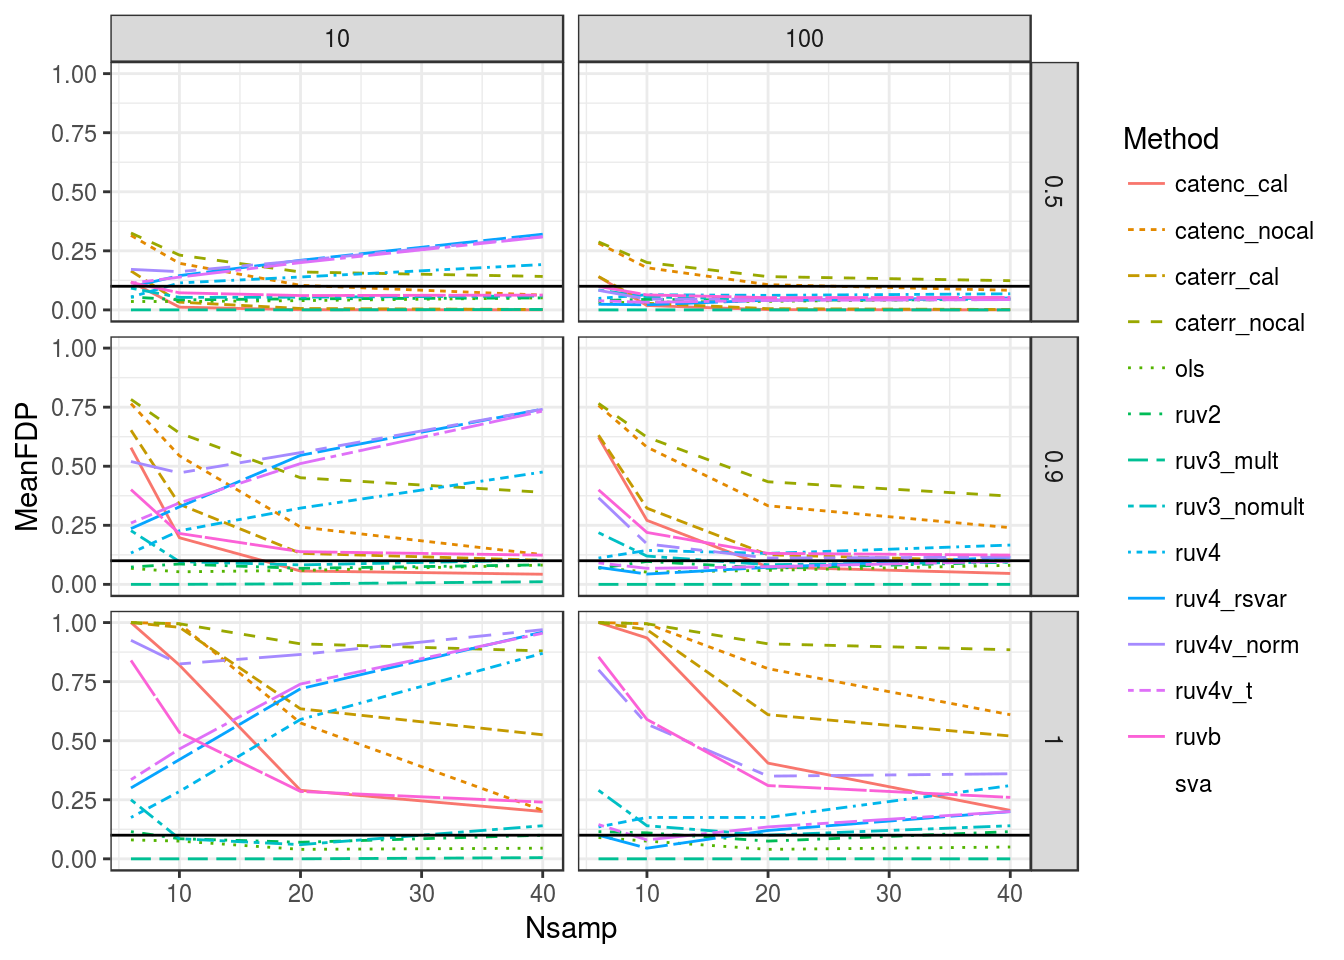 10
100
1.00
0.75
0.50
0.25
0.00
0.5
1.00
0.75
0.50
0.25
0.00
0.9
1.00
0.75
0.50
0.25
0.00
1
10
20
30
40
10
20
30
40
MeanFDP
Nsamp
Method
catenc_cal
catenc_nocal
caterr_cal
caterr_nocal
ols
ruv2
ruv3_mult
ruv3_nomult
ruv4
ruv4_rsvar
ruv4v_norm
ruv4v_t
ruvb
sva